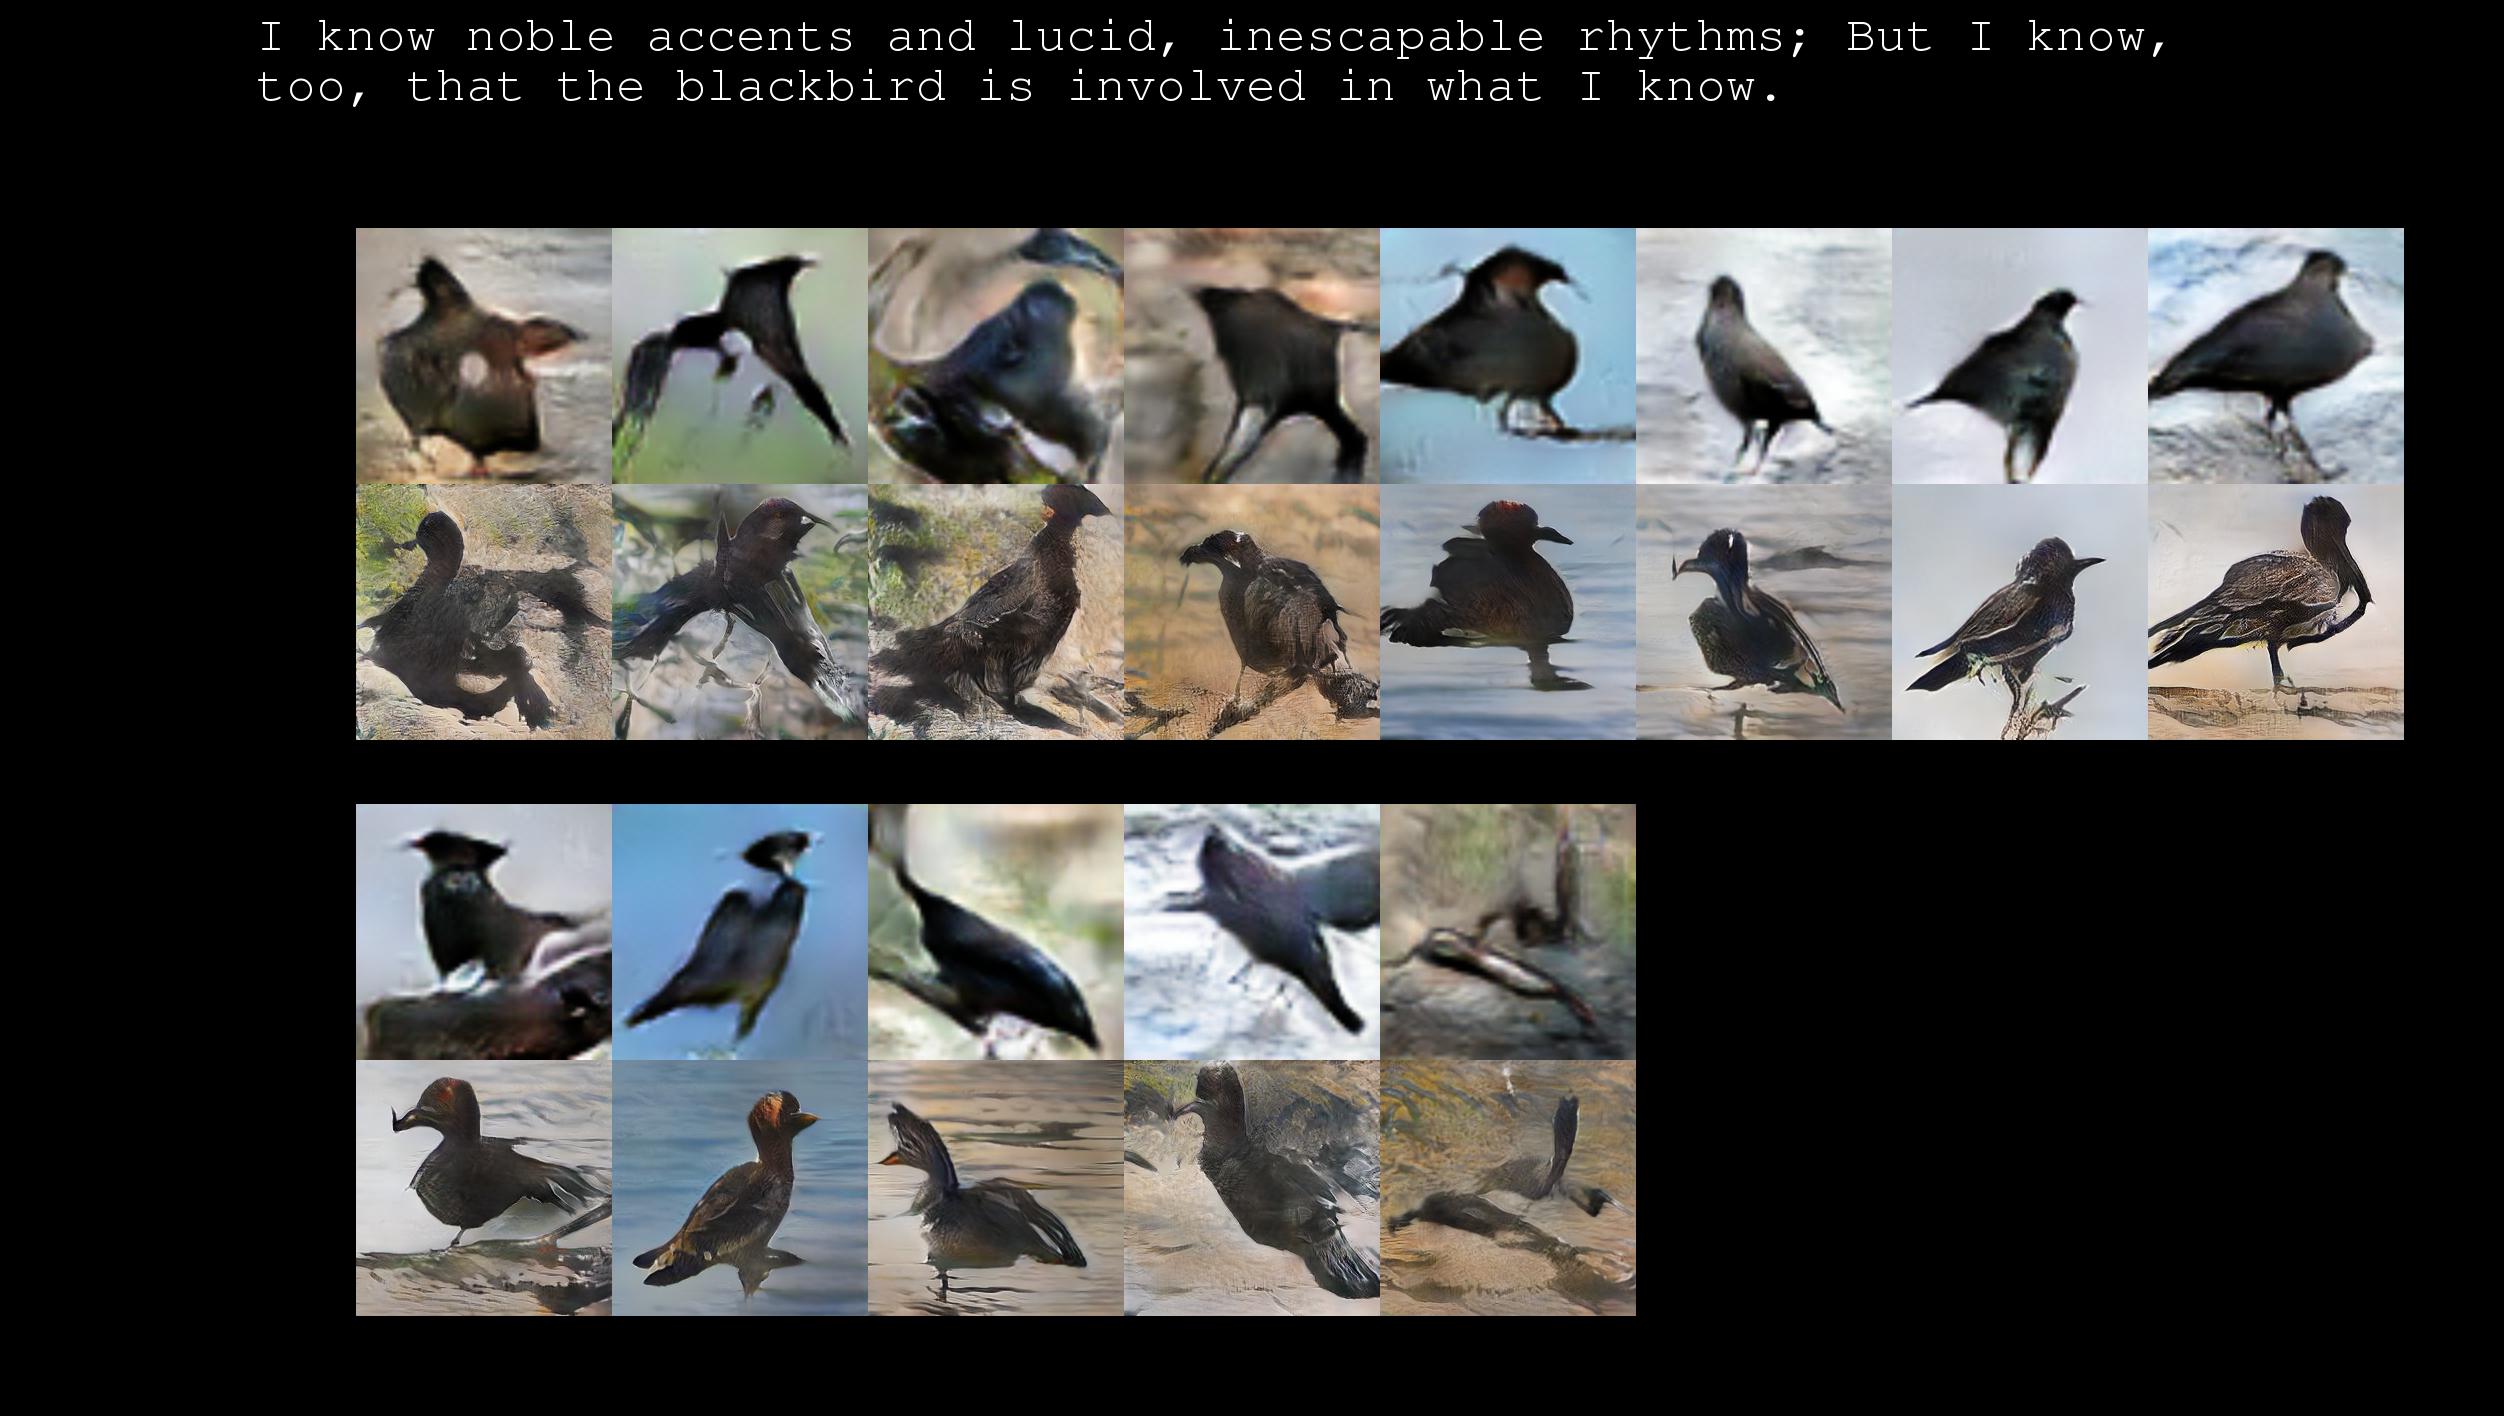 I know noble accents and lucid, inescapable rhythms; But I know,
too, that the blackbird is involved in what I know.